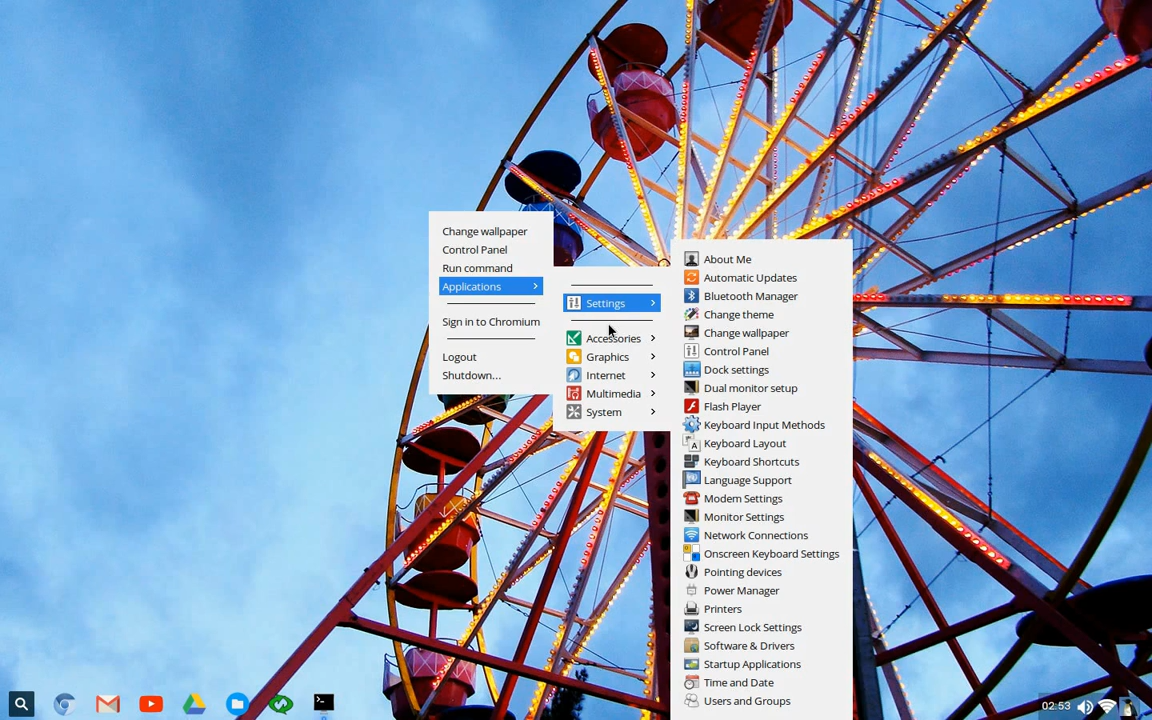 Change wallpaper
Control Panel
Run command
Applications
Sign in to Chromium
Logout
Shutdown...
Settings
Accessories
Graphics
Internet
Multimedia
System
About Me
Automatic Updates
Bluetooth Manager
Change theme
Change wallpaper
Control Panel
Dock settings
Dual monitor setup
Flash Player
Keyboard Input Methods
Keyboard Layout
Keyboard Shortcuts
Language Support
Modem Settings
Monitor Settings
Network Connections
Onscreen Keyboard Settings
Pointing devices
Power Manager
Printers
Screen Lock Settings
Software & Drivers
Startup Applications
Time and Date
Users and Groups
02:53